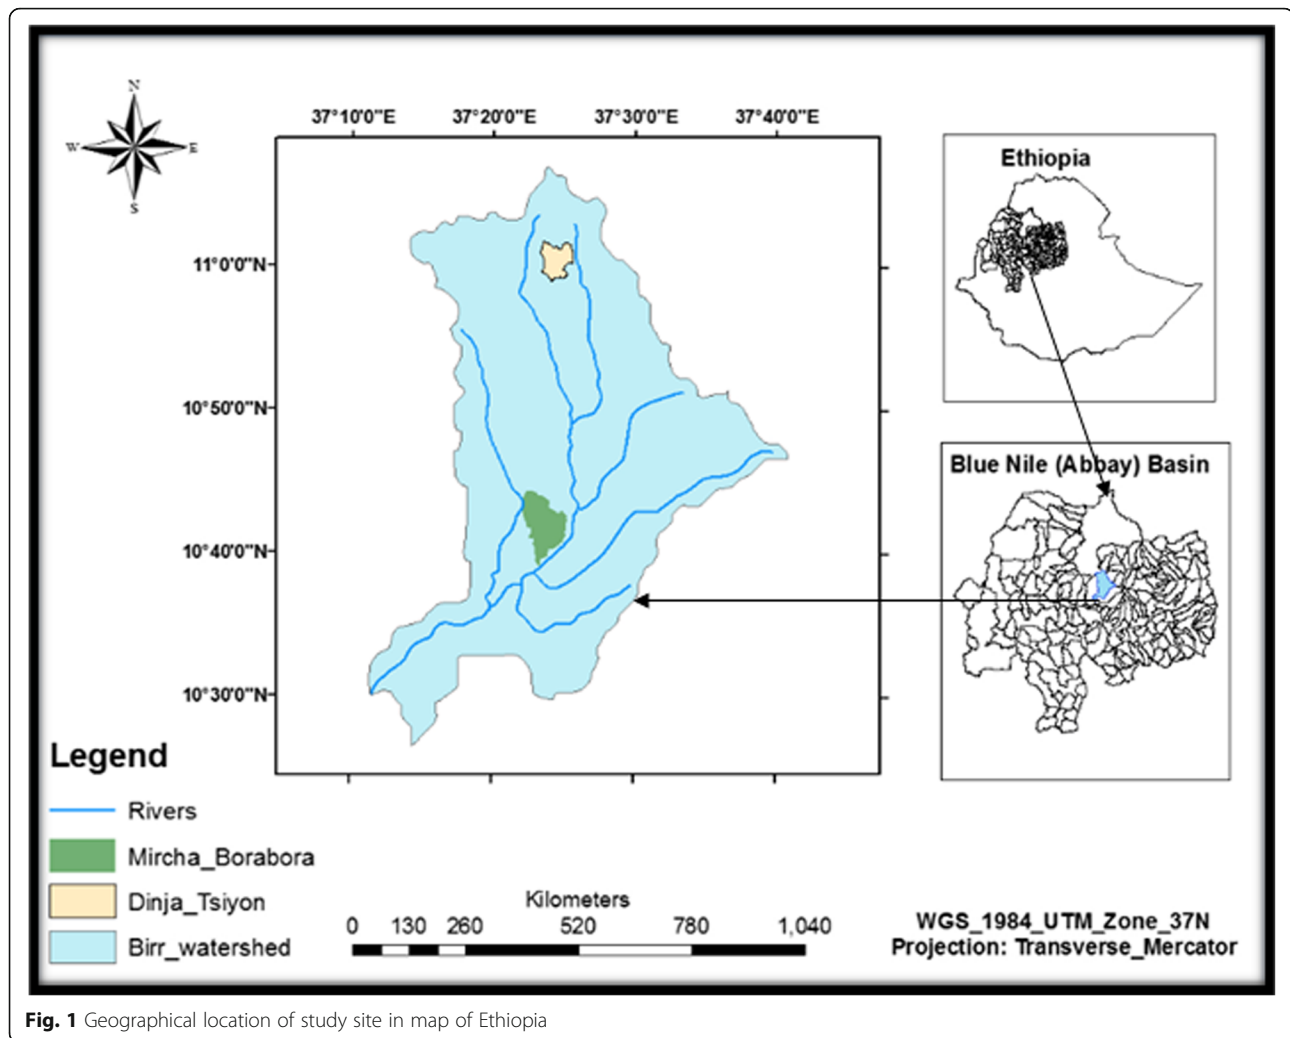 N
W E
S
37°10'0"E 37°20'0"E 37°30'0"E 37°40'0"E
11°0'0"N
10°50'0"N
10°40'0"N
10°30'0"N
Ethiopia
Blue Nile (Abbay) Basin
Legend
Rivers
Mircha_Borabora
Dinja_Tsiyon
Birr_watershed
Kilometers
0 130 260 520 780 1,040
WGS_1984_UTM_Zone_37N
Projection: Transverse_Mercator
Fig. 1 Geographical location of study site in map of Ethiopia